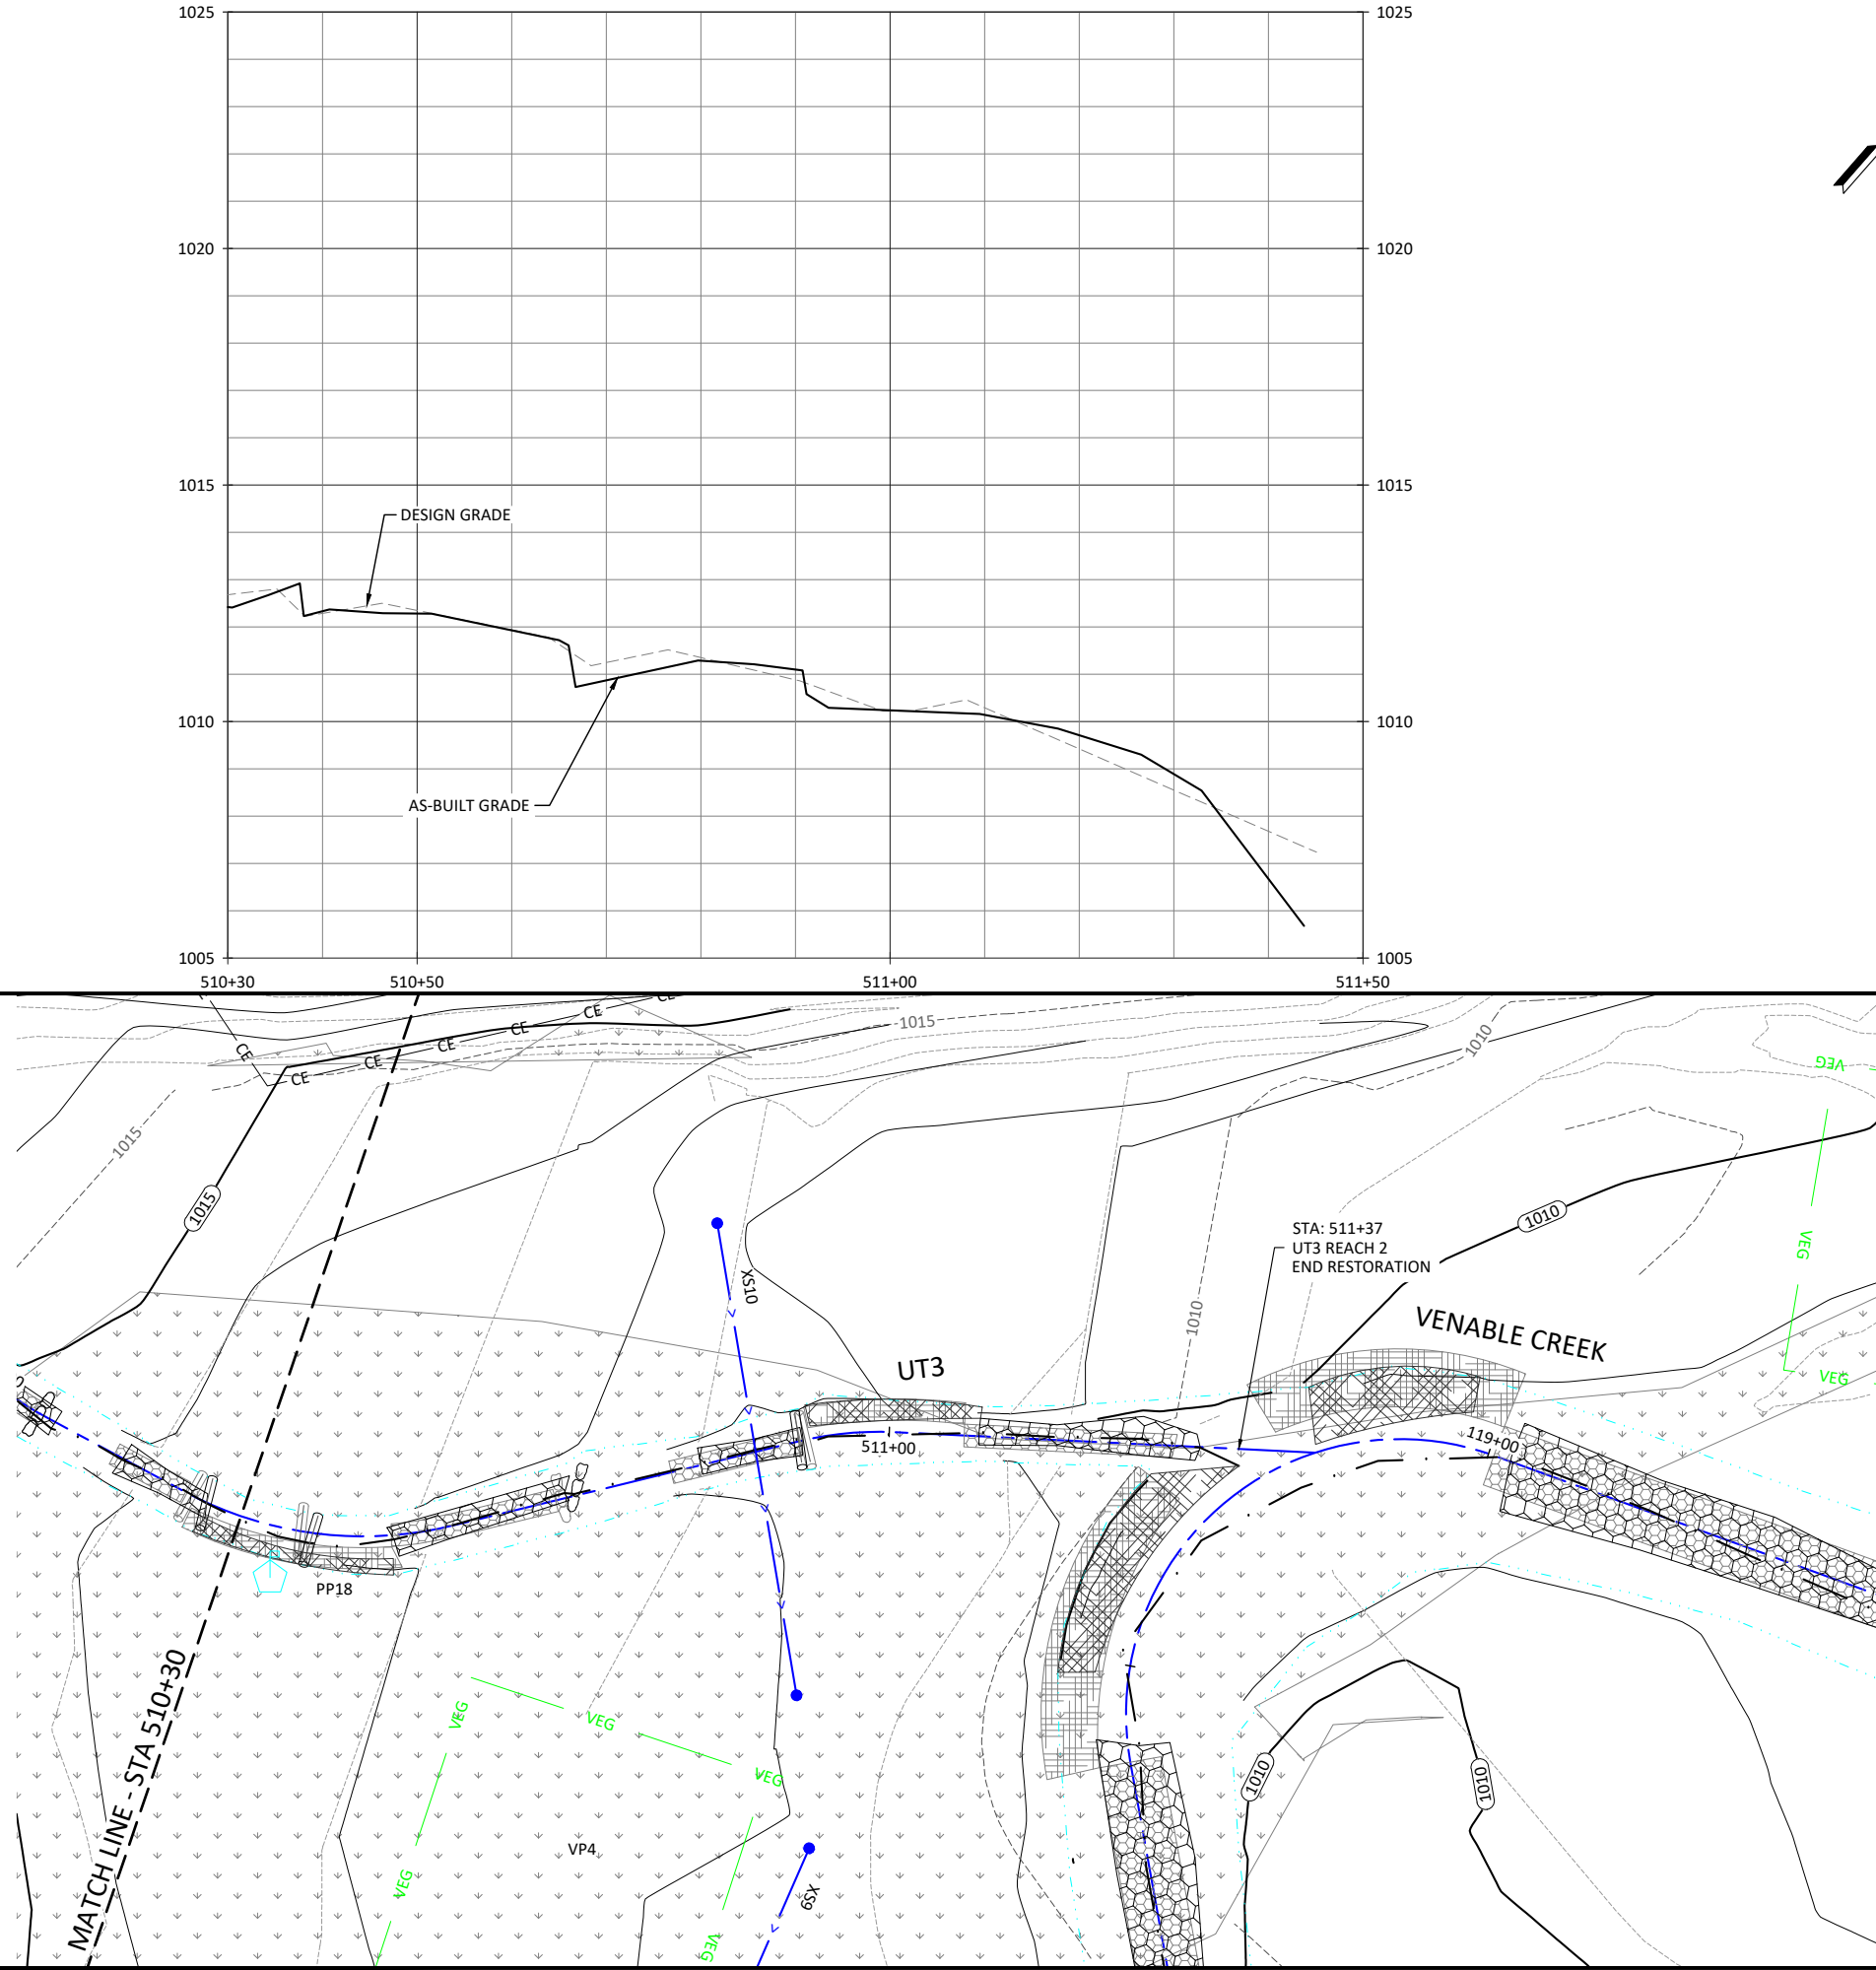 1025 1025
1020 1020
1015 1015
DESIGN GRADE
1010 1010
AS-BUILT GRADE
1005 1005
510+30 510+50 511+00 511+50
CE CE CE CE CE CE CE
1015
1010
VEG
1015
1015
1010
STA: 511+37
UT3 REACH 2
END RESTORATION
VEG
XS10
1010
VENABLE CREEK
UT3
VEG
511+00
119+00
PP18
MATCH LINE - STA 510+30
VEG
VEG
VEG
1010
1010
VP4
VEG
XS9
VEG